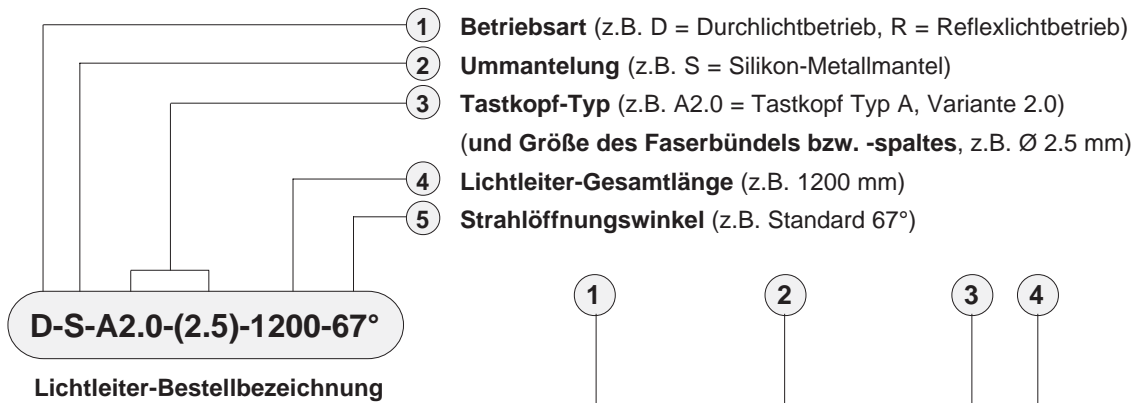 1 Betriebsart (z.B. D = Durchlichtbetrieb, R = Reflexlichtbetrieb)
2 Ummantelung (z.B. S = Silikon-Metallmantel)
3 Tastkopf-Typ (z.B. A2.0 = Tastkopf Typ A, Variante 2.0)
(und Größe des Faserbündels bzw. -spaltes, z.B. Ø 2.5 mm)
4 Lichtleiter-Gesamtlänge (z.B. 1200 mm)
5 Strahlöffnungswinkel (z.B. Standard 67°)
1 2 3 4
D-S-A2.0-(2.5)-1200-67°
Lichtleiter-Bestellbezeichnung